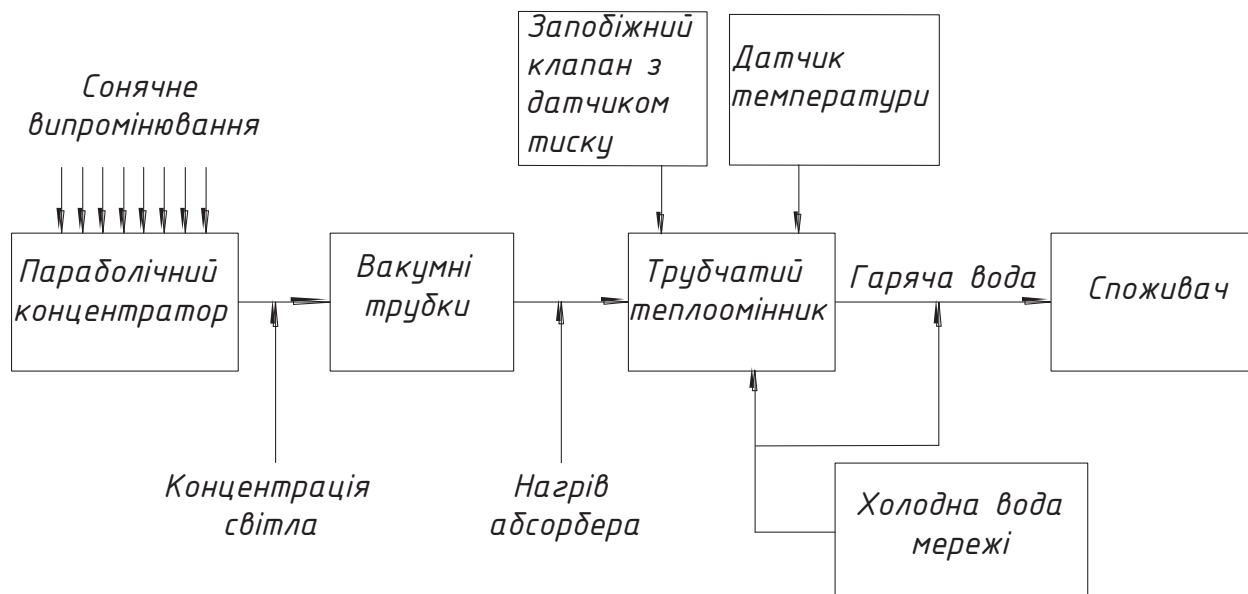 Запобіжний
клапан з
датчиком
тиску
Датчик
температури
Сонячне
випромінювання
Параболічний
концентратор
Вакумні
трубки
Трубчатий
теплоомінник
Гаряча вода
Споживач
Концентрація
світла
Нагрів
абсорбера
Холодна вода
мережі